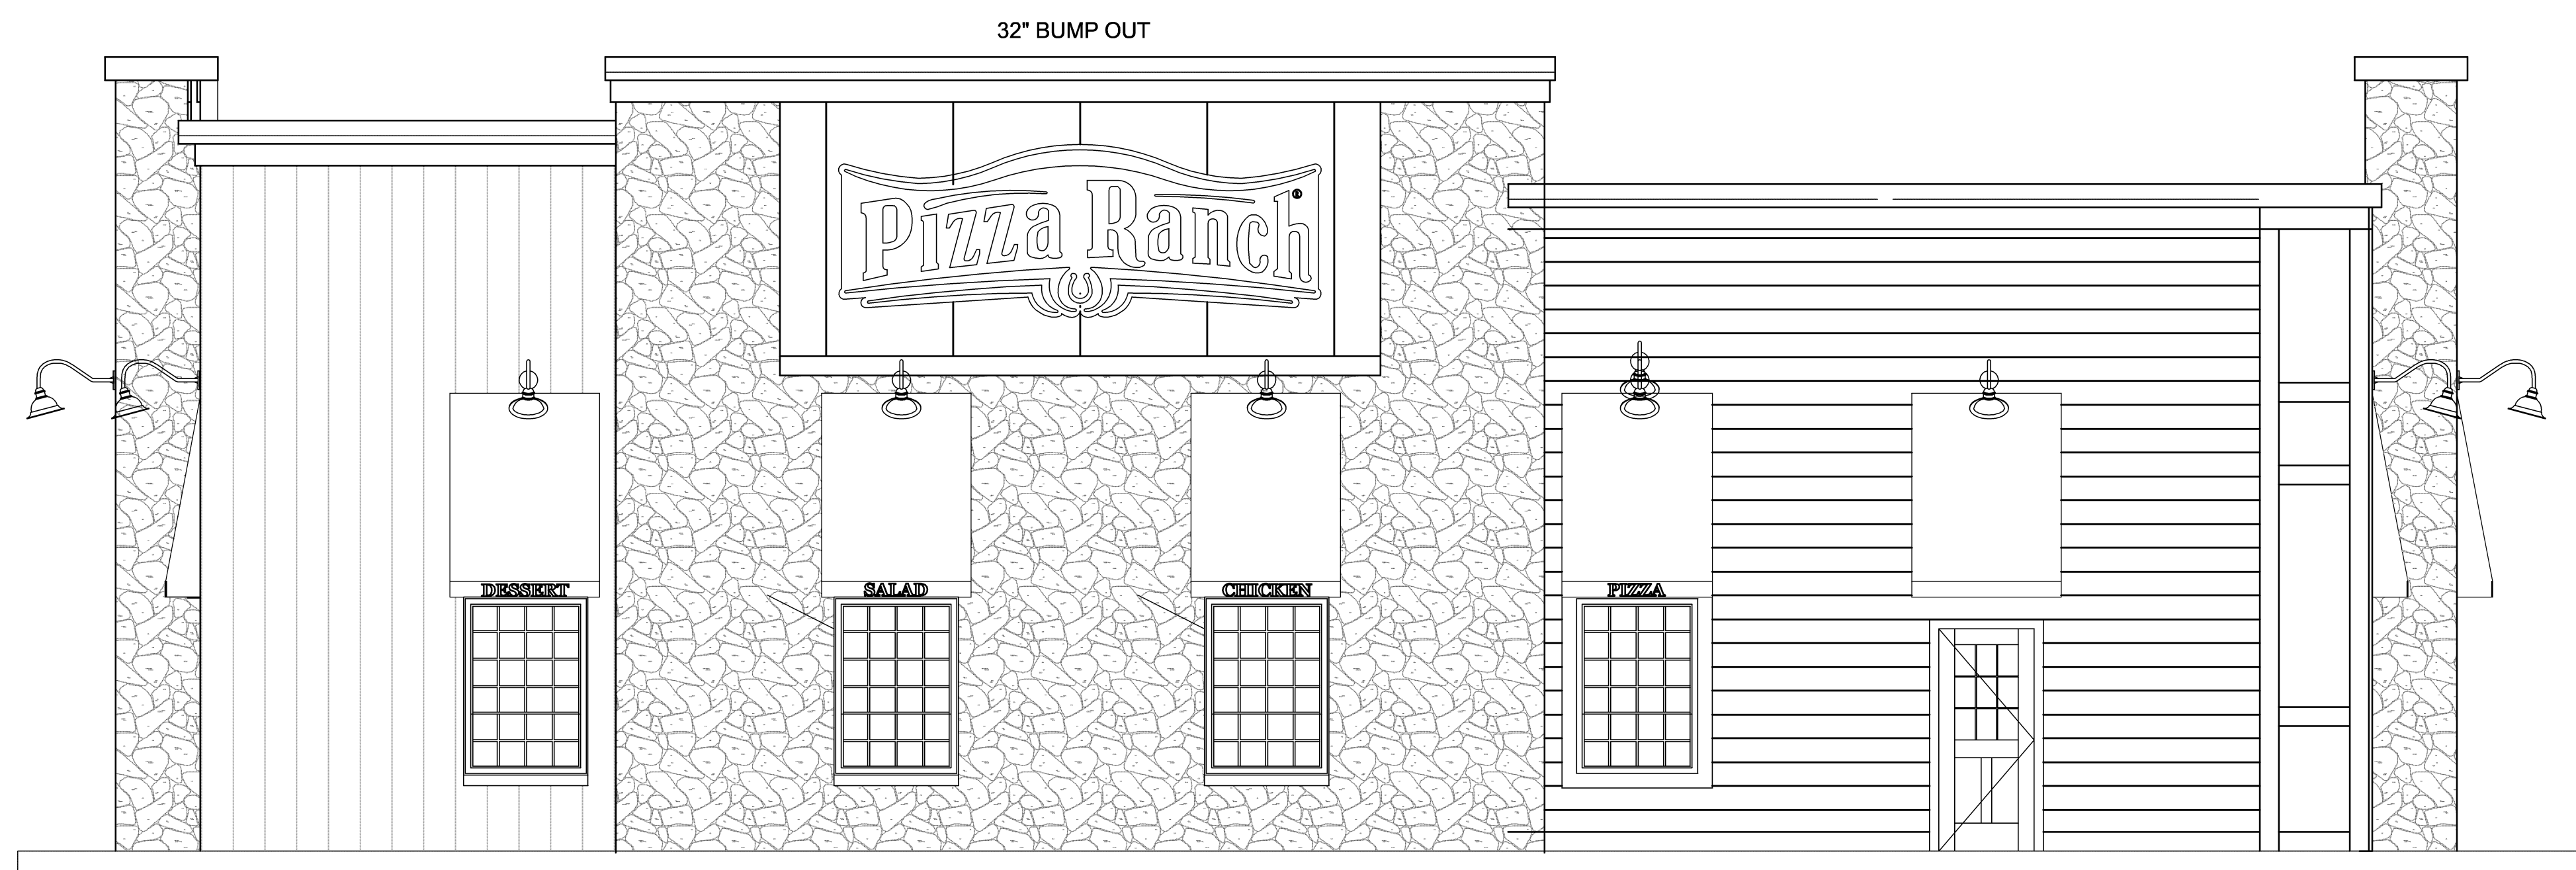 32" BUMP OUT
Pizza Ranch®
DESSERT
SALAD
CHICKEN
PIZZA